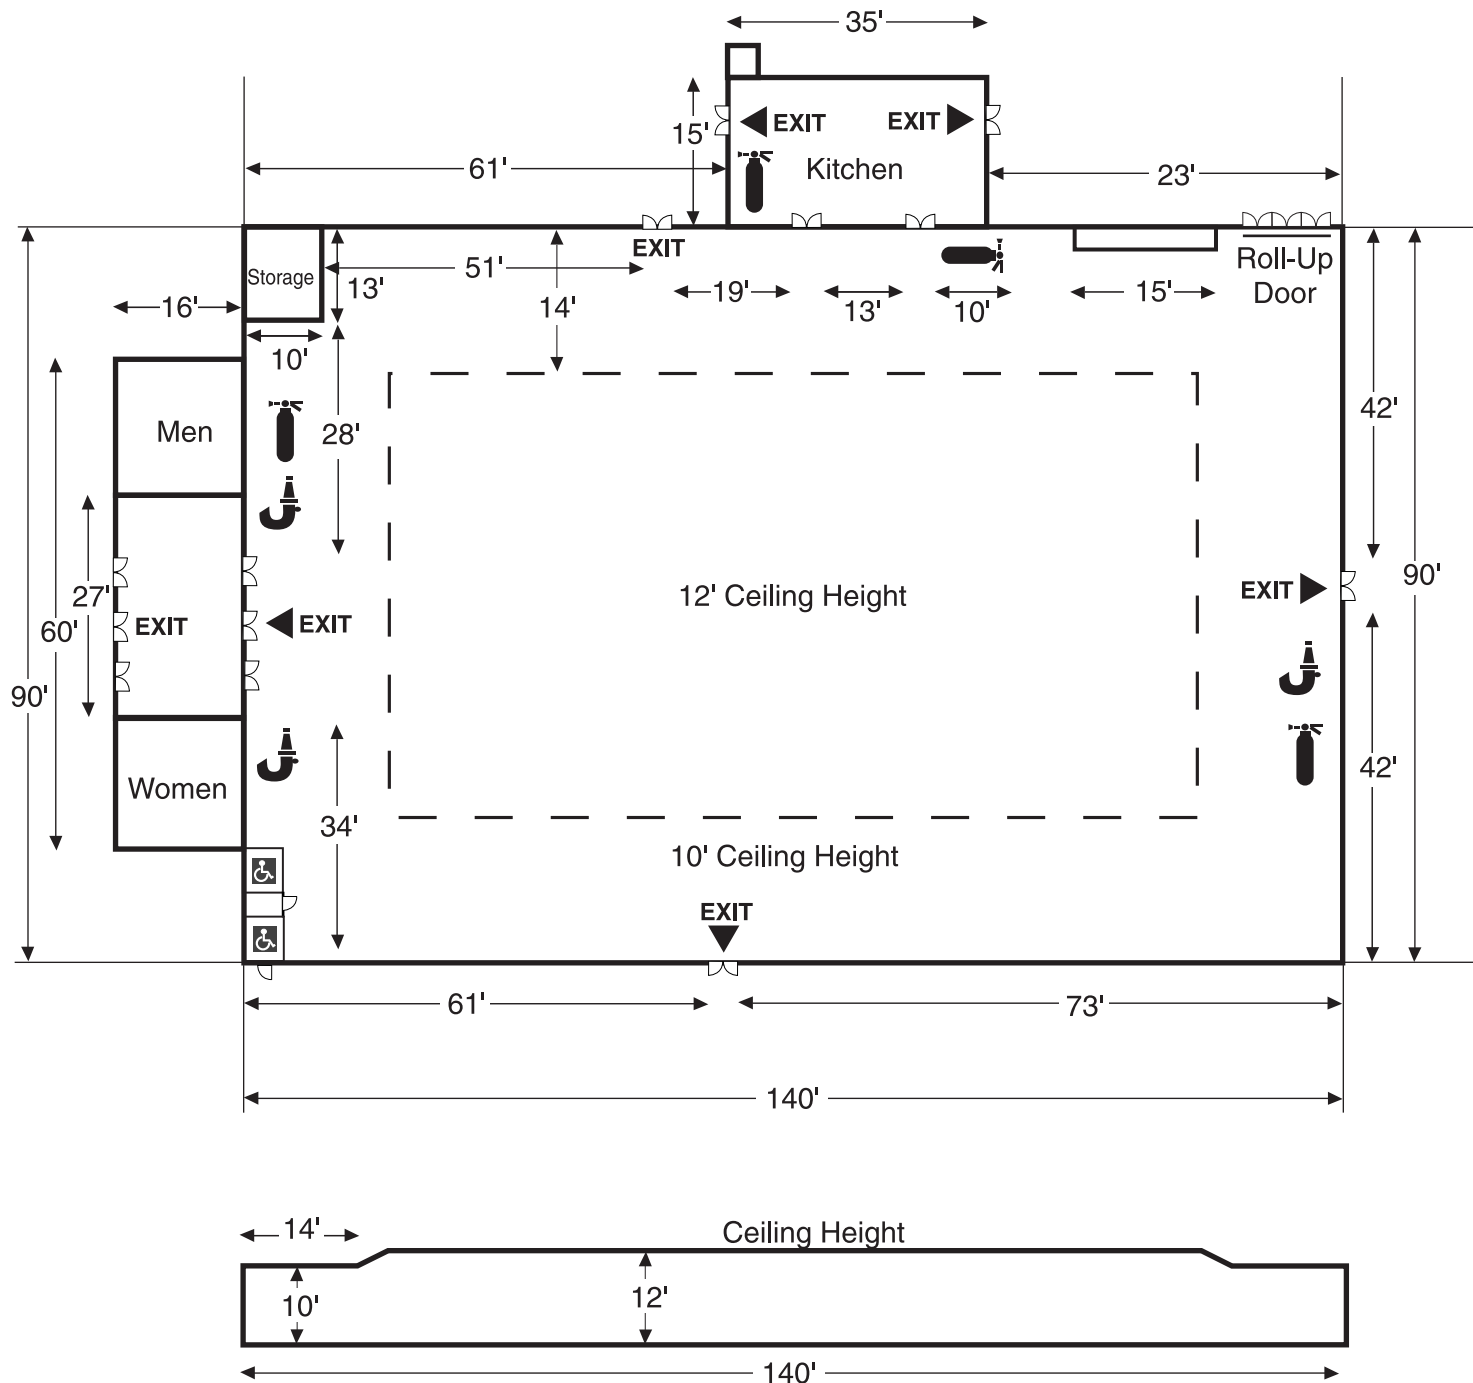 35'
EXIT
EXIT
15'
Kitchen
61'
23'
EXIT
Storage
51'
13'
14'
19'
13'
10'
15'
Roll-Up
Door
16'
10'
Men
28'
42'
12' Ceiling Height
EXIT
90'
27'
60'
EXIT
EXIT
90'
42'
Women
34'
10' Ceiling Height
EXIT
61'
73'
140'
14'
Ceiling Height
10'
12'
140'